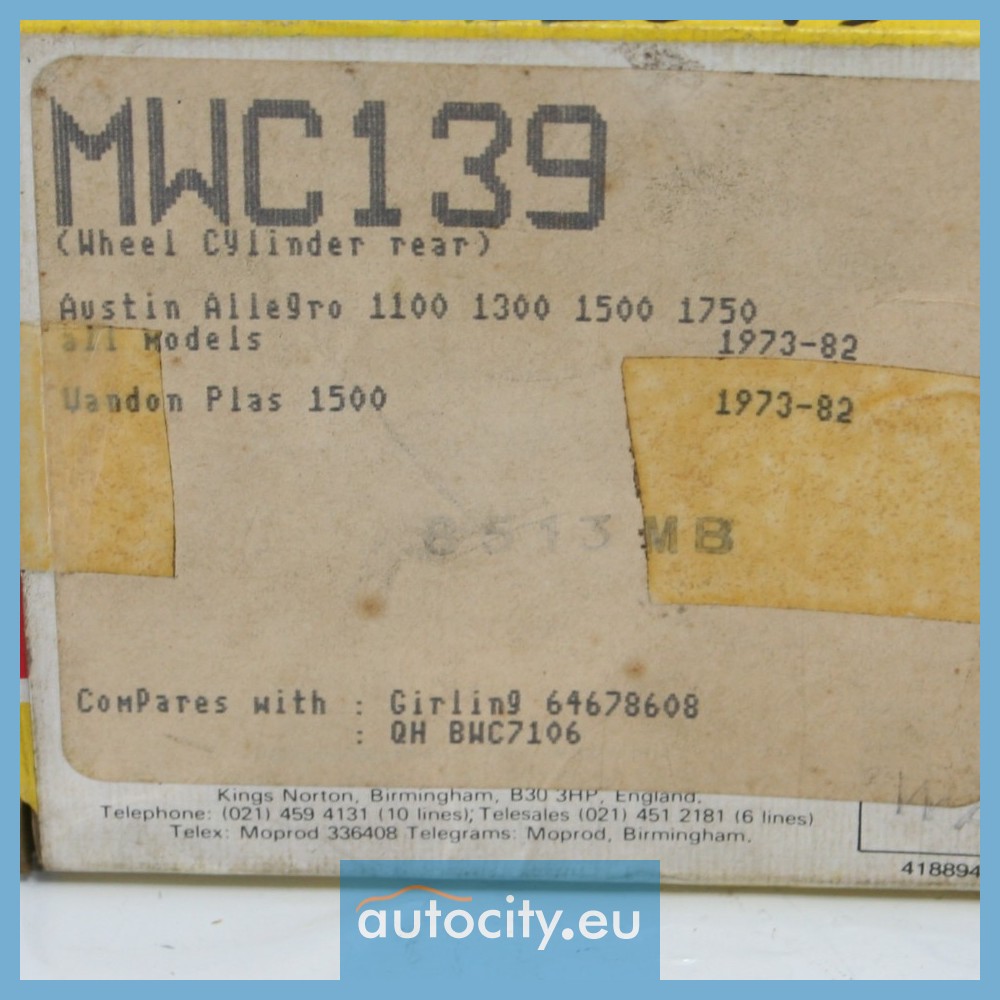 MWC139
(Wheel Cylinder rear)
Austin Allegro 1100 1300 1500 1750
all models 1973-82
Vandon Plas 1500 1973-82
8513 MB
Compares with : Girling 64678608
: QH BWC7106
Kings Norton, Birmingham, B30 3HP, England.
Telephone: (021) 459 4131 (10 lines); Telesales (021) 451 2181 (6 lines)
Telex: Moprod 336408 Telegrams: Moprod, Birmingham.
418894
autocity.eu